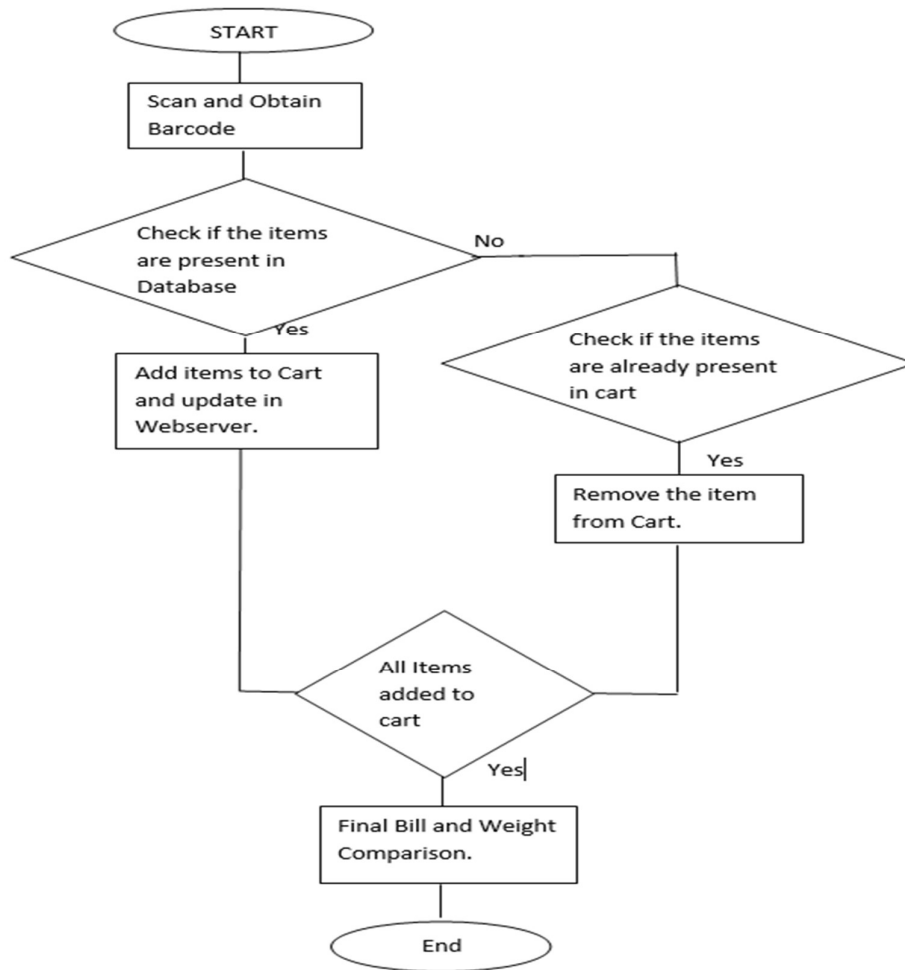 START
Scan and Obtain
Barcode
Check if the items
are present in
Database
No
Yes
Add items to Cart
and update in
Webserver.
Check if the items
are already present
in cart
Yes
Remove the item
from Cart.
All Items
added to
cart
Yes
Final Bill and Weight
Comparison.
End